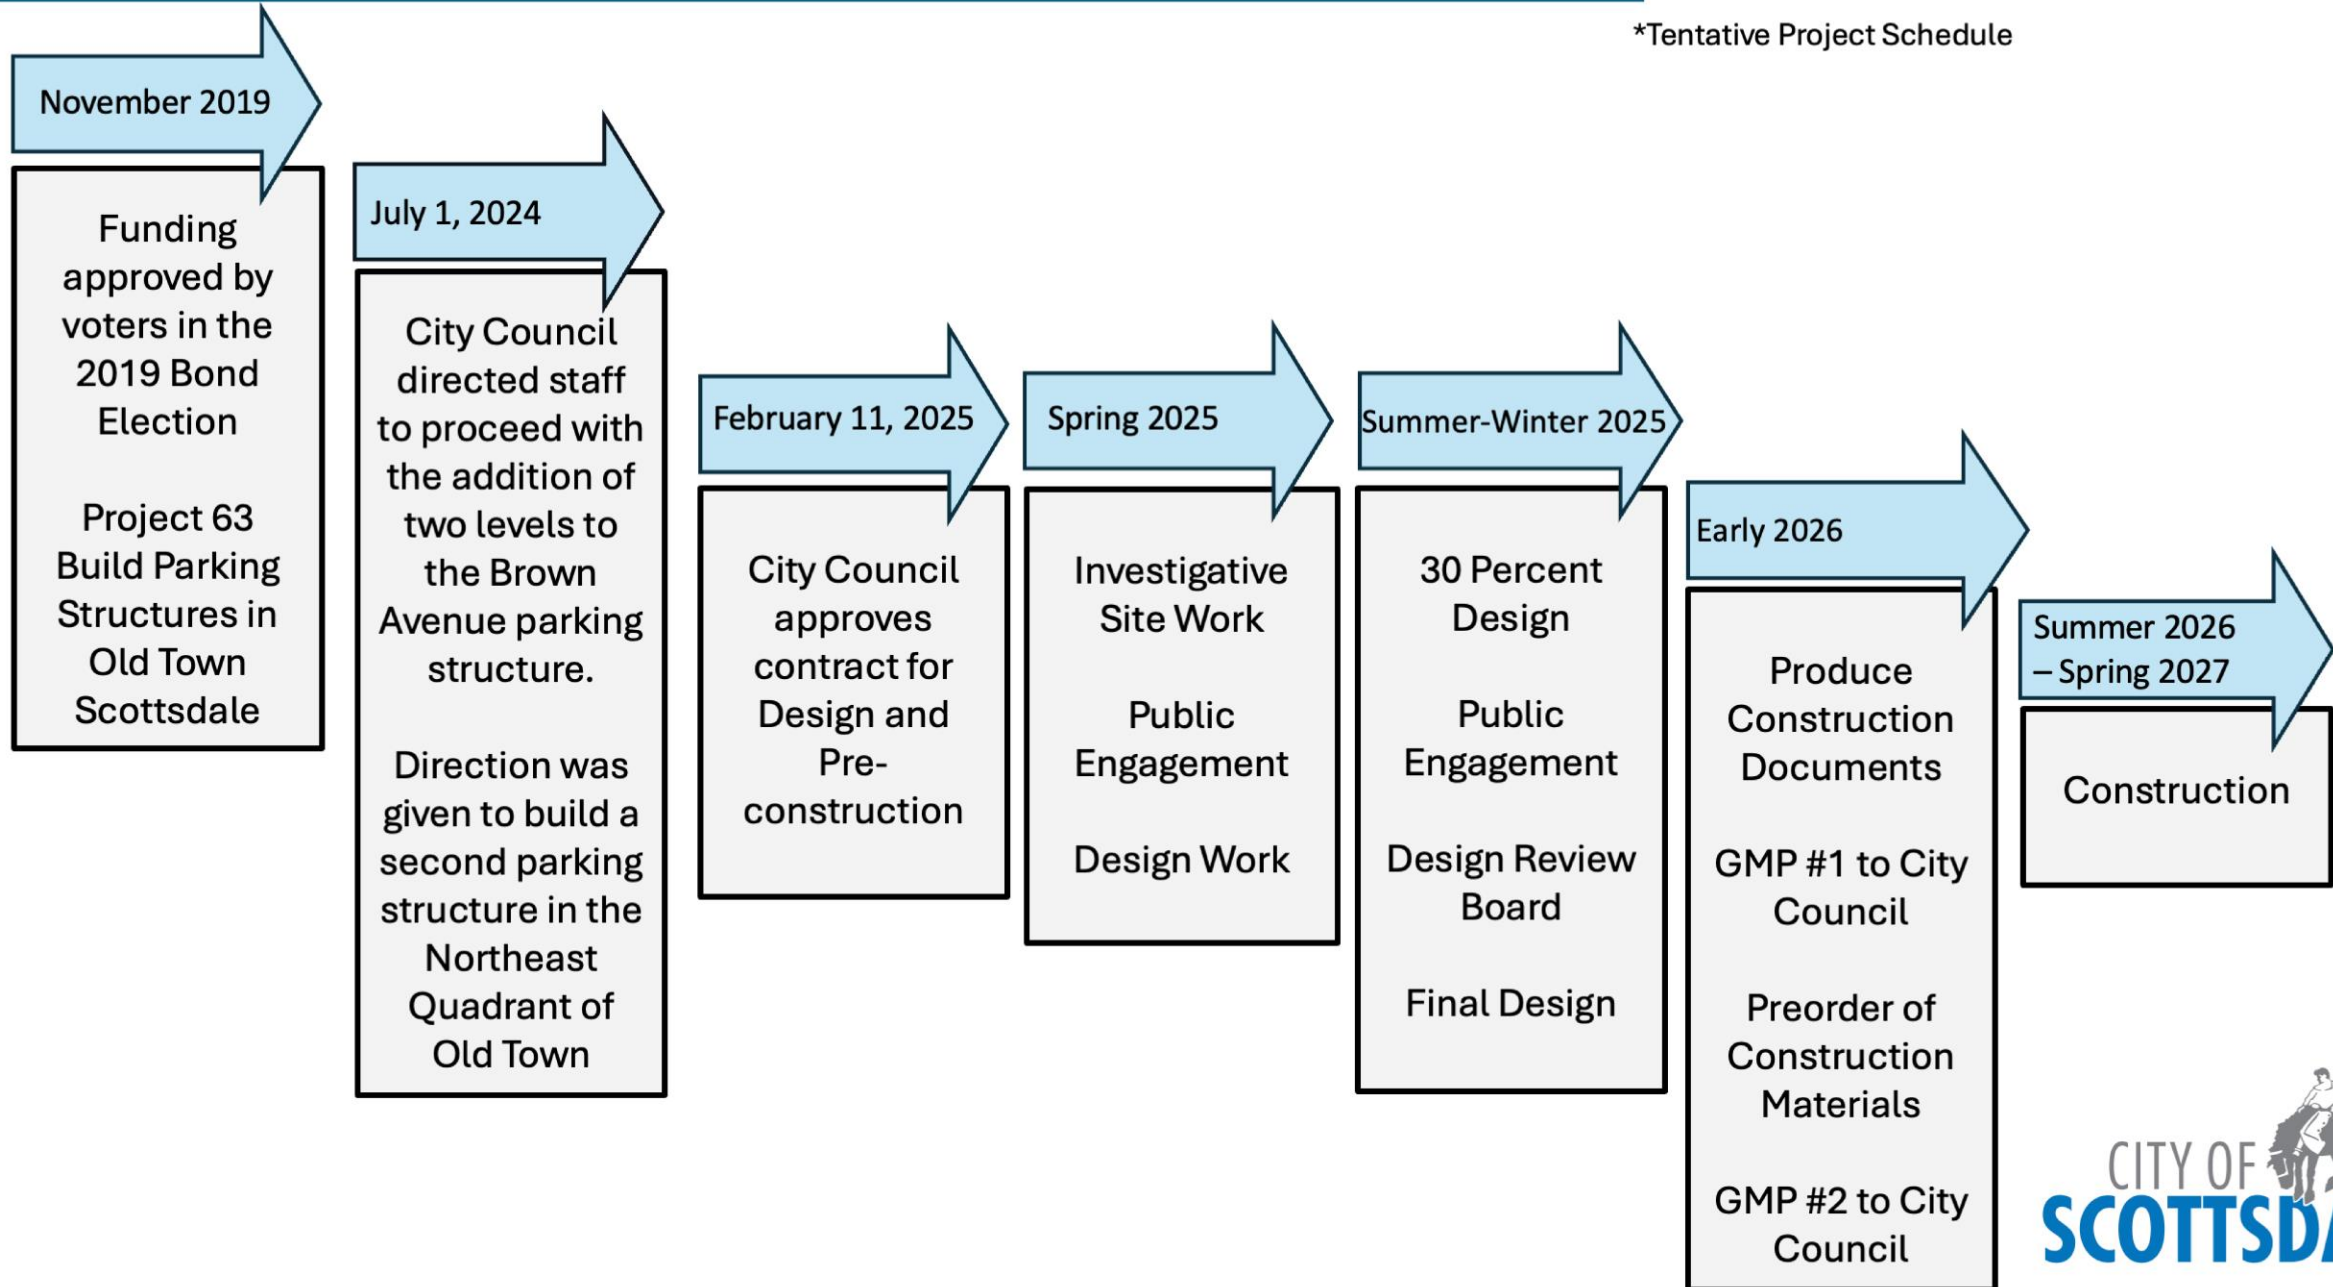 *Tentative Project Schedule
November 2019
Funding
approved by
voters in the
2019 Bond
Election
Project 63
Build Parking
Structures in
Old Town
Scottsdale
July 1, 2024
City Council
directed staff
to proceed with
the addition of
two levels to
the Brown
Avenue parking
structure.
Direction was
given to build a
second parking
structure in the
Northeast
Quadrant of
Old Town
February 11, 2025
City Council
approves
contract for
Design and
Pre-
construction
Spring 2025
Investigative
Site Work
Public
Engagement
Design Work
Summer-Winter 2025
30 Percent
Design
Public
Engagement
Design Review
Board
Final Design
Early 2026
Produce
Construction
Documents
GMP #1 to City
Council
Preorder of
Construction
Materials
GMP #2 to City
Council
Summer 2026
– Spring 2027
Construction
CITY OF